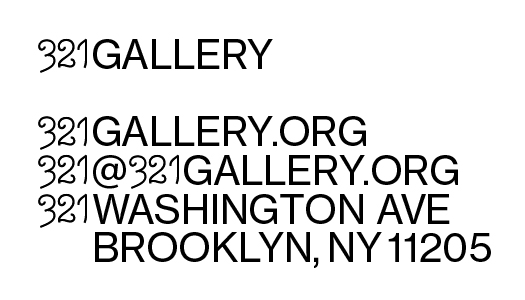 321GALLERY
321GALLERY.ORG
321@321GALLERY.ORG
321WASHINGTON AVE
BROOKLYN, NY 11205